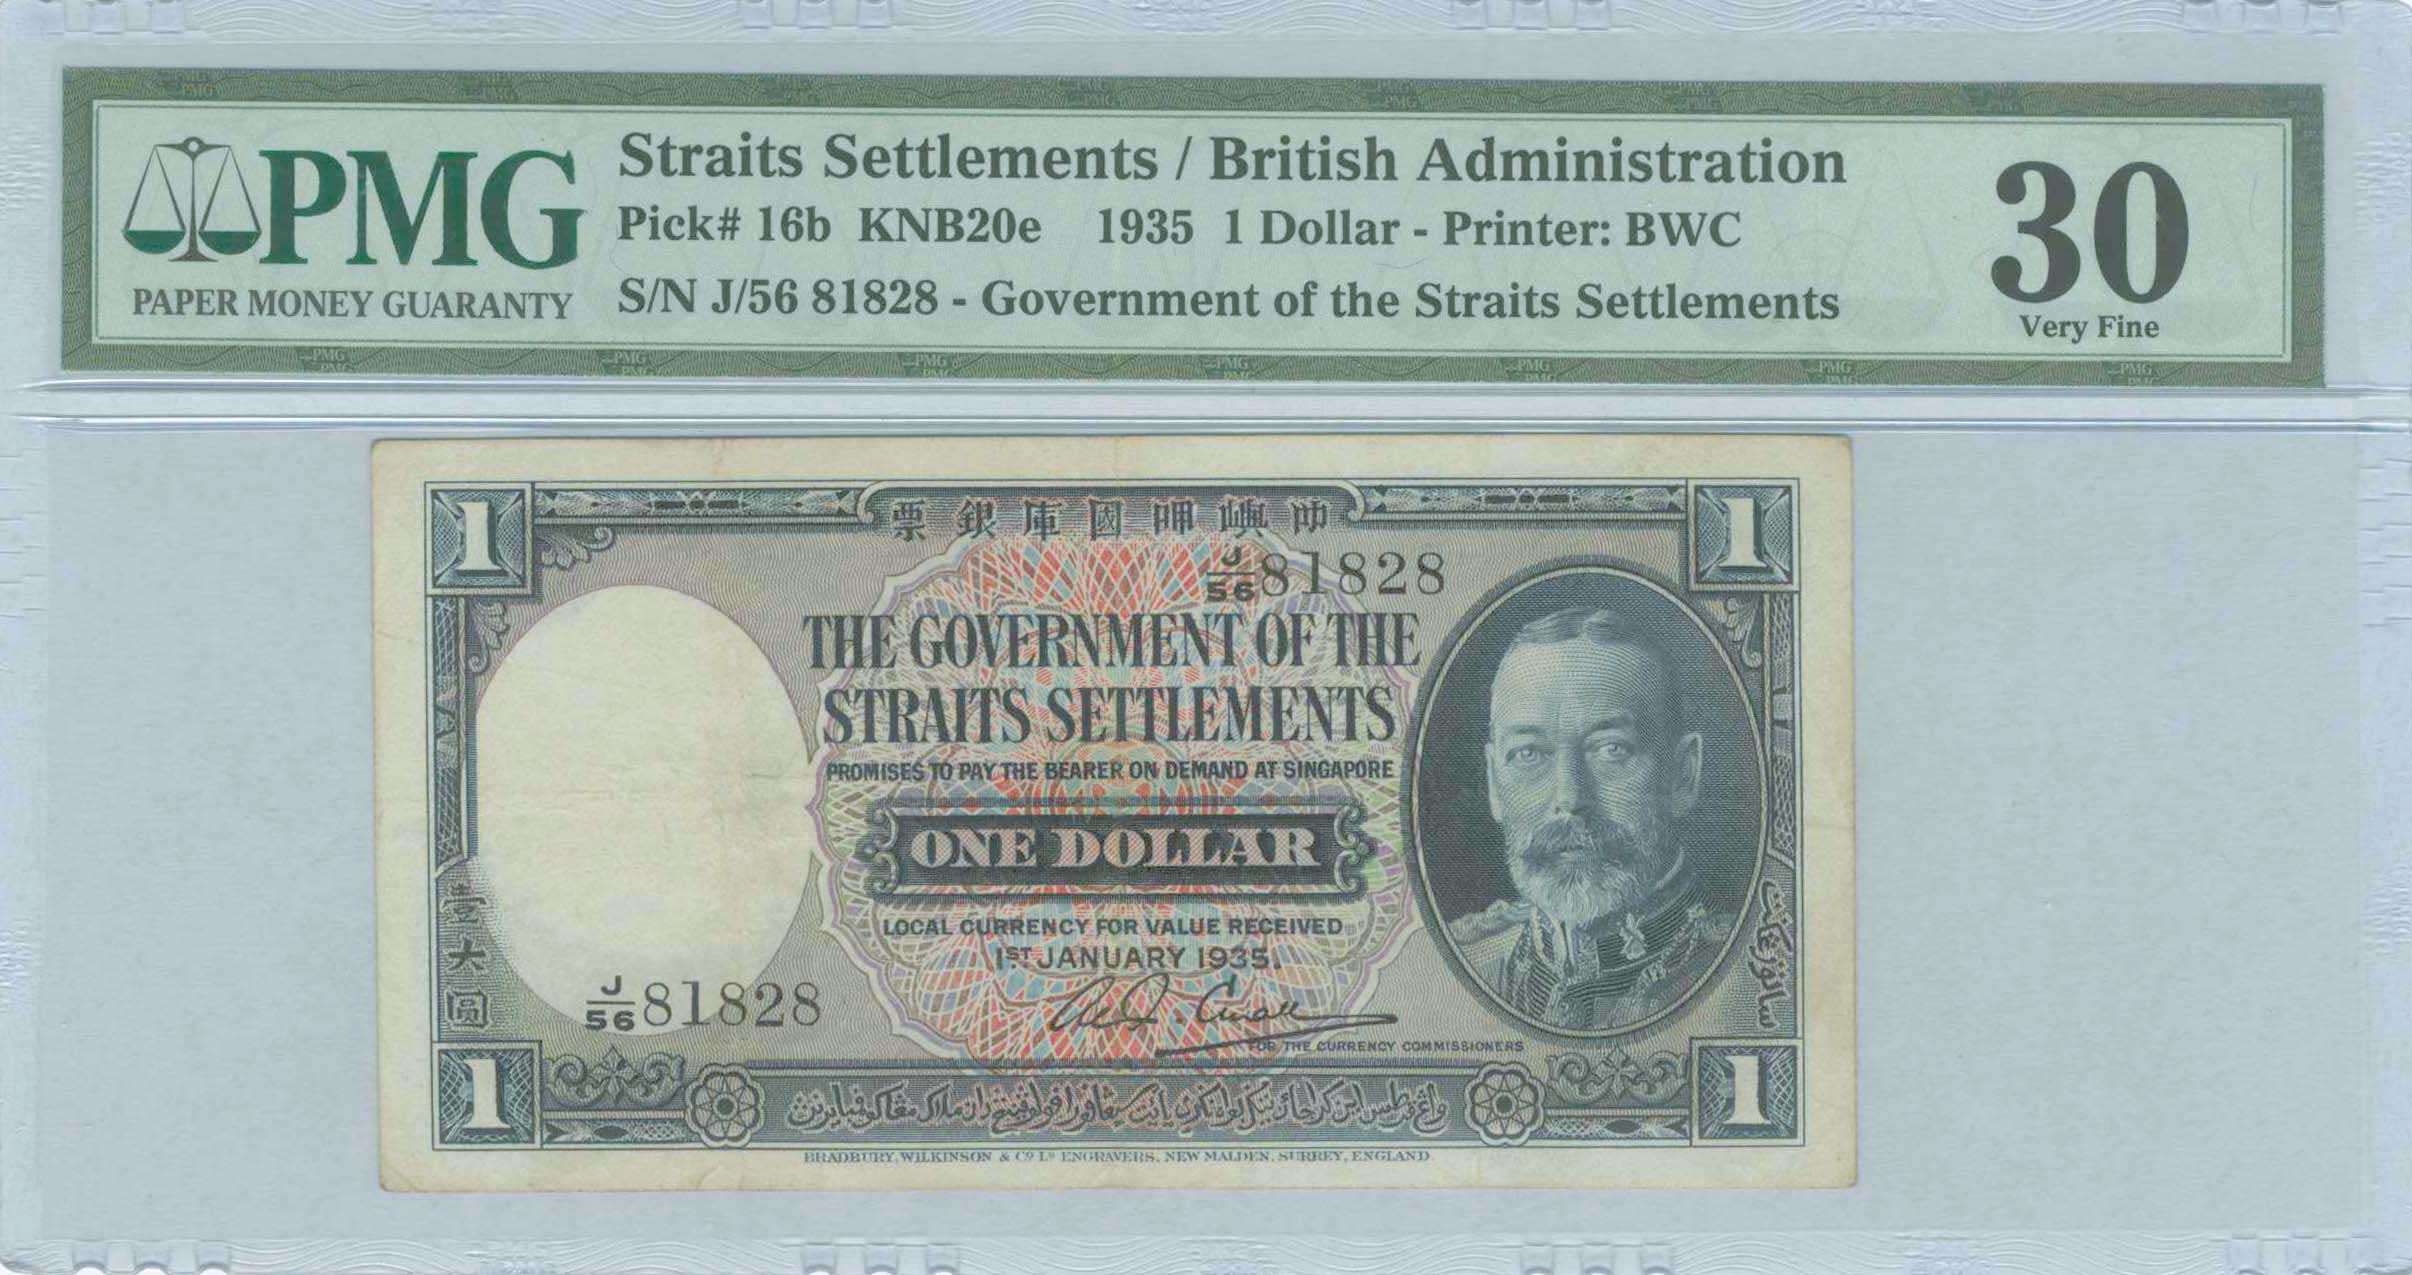 PMG
PAPER MONEY GUARANTY
Straits Settlements / British Administration
Pick# 16b KNB20e 1935 1 Dollar - Printer: BWC
S/N J/56 81828 - Government of the Straits Settlements
30
Very Fine
1
票銀庫國呷嶼叻
1
J/56 81828
THE GOVERNMENT OF THE
STRAITS SETTLEMENTS
PROMISES TO PAY THE BEARER ON DEMAND AT SINGAPORE
ONE DOLLAR
LOCAL CURRENCY FOR VALUE RECEIVED
1ST JANUARY 1935.
壹大圓
J/56 81828
FOR THE CURRENCY COMMISSIONERS
1
1
BRADBURY, WILKINSON & Co Ld ENGRAVERS, NEW MALDEN, SURREY, ENGLAND.